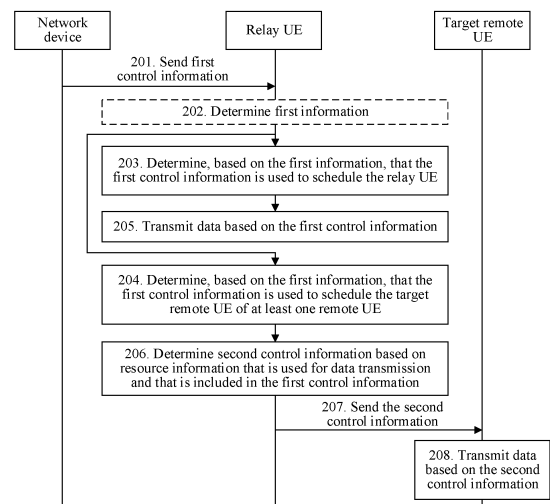 Network
device
Relay UE
Target remote
UE
201. Send first
control information
202. Determine first information
203. Determine, based on the first information, that the
first control information is used to schedule the relay UE
205. Transmit data based on the first control information
204. Determine, based on the first information, that the
first control information is used to schedule the target
remote UE of at least one remote UE
206. Determine second control information based on
resource information that is used for data transmission
and that is included in the first control information
207. Send the second
control information
208. Transmit data
based on the second
control information